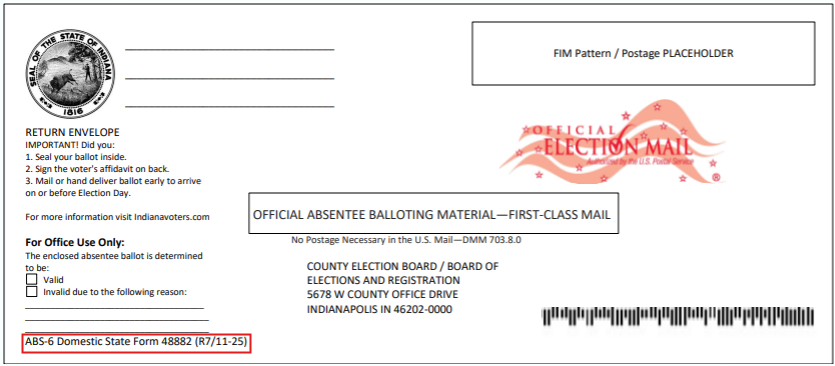 SEAL OF THE STATE OF INDIANA
1816
FIM Pattern / Postage PLACEHOLDER
OFFICIAL
ELECTION MAIL
Authorized by the U.S. Postal Service
®
RETURN ENVELOPE
IMPORTANT! Did you:
1. Seal your ballot inside.
2. Sign the voter's affidavit on back.
3. Mail or hand deliver ballot early to arrive
on or before Election Day.
For more information visit Indianavoters.com
OFFICIAL ABSENTEE BALLOTING MATERIAL—FIRST-CLASS MAIL
No Postage Necessary in the U.S. Mail—DMM 703.8.0
For Office Use Only:
The enclosed absentee ballot is determined
to be:
Valid
Invalid due to the following reason:
COUNTY ELECTION BOARD / BOARD OF
ELECTIONS AND REGISTRATION
5678 W COUNTY OFFICE DRIVE
INDIANAPOLIS IN 46202-0000
ABS-6 Domestic State Form 48882 (R7/11-25)